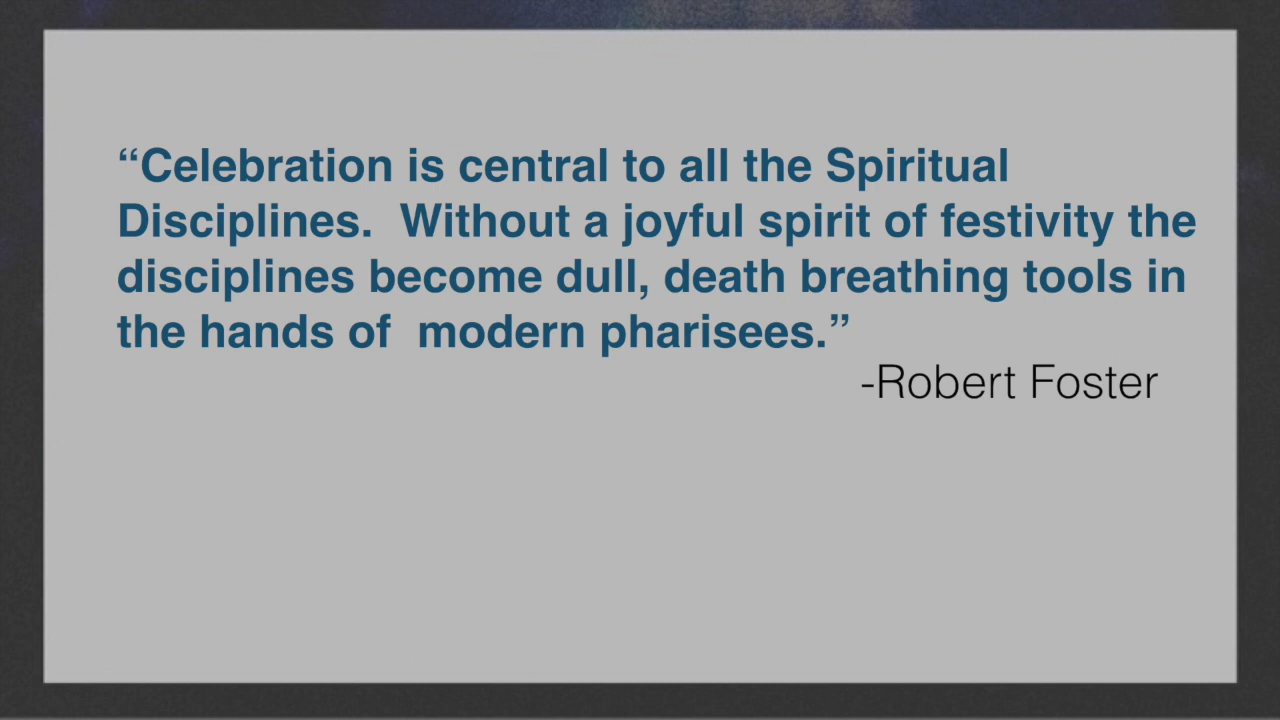 “Celebration is central to all the Spiritual
Disciplines.  Without a joyful spirit of festivity the
disciplines become dull, death breathing tools in
the hands of  modern pharisees.”
-Robert Foster